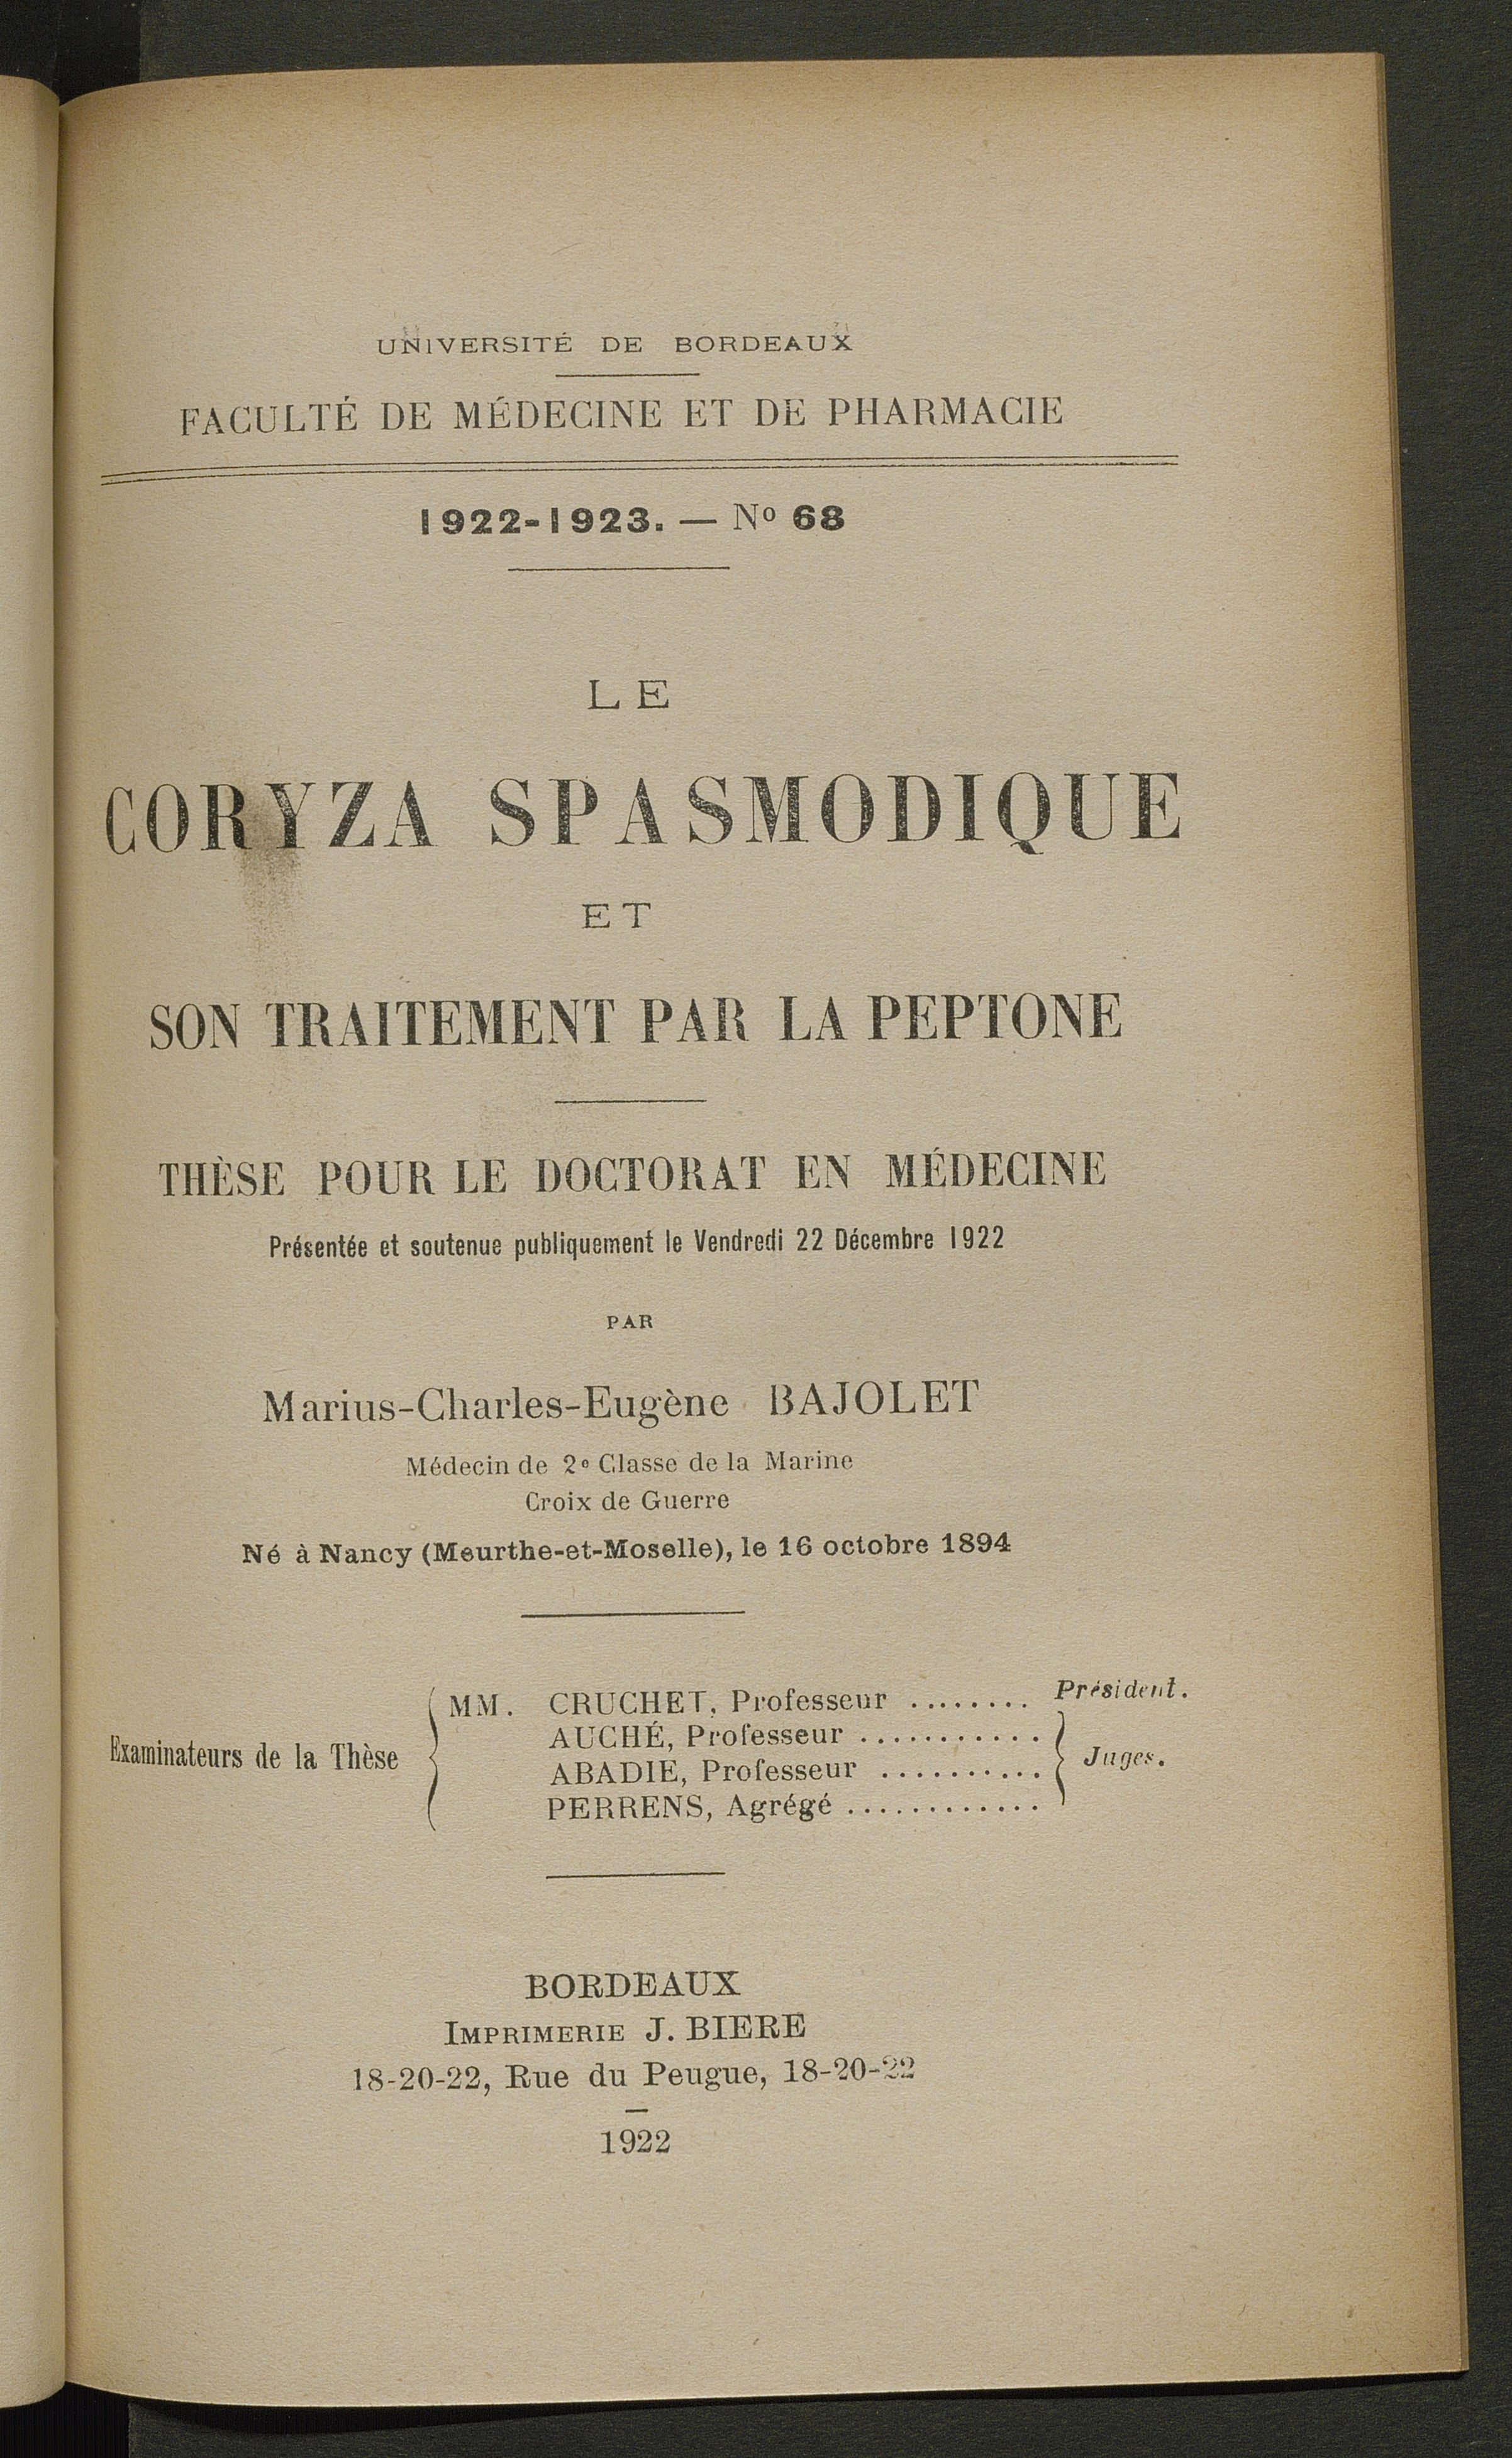 UNIVERSITÉ DE BORDEAUX
FACULTÉ DE MÉDECINE ET DE PHARMACIE
1922-1923. — Nº 68
LE
CORYZA SPASMODIQUE
ET
SON TRAITEMENT PAR LA PEPTONE
THÈSE POUR LE DOCTORAT EN MÉDECINE
Présentée et soutenue publiquement le Vendredi 22 Décembre 1922
PAR
Marius-Charles-Eugène BAJOLET
Médecin de 2e Classe de la Marine
Croix de Guerre
Né à Nancy (Meurthe-et-Moselle), le 16 octobre 1894
Examinateurs de la Thèse
MM. CRUCHET, Professeur ........ Président.
AUCHÉ, Professeur ...........
ABADIE, Professeur .......... Juges.
PERRENS, Agrégé ............
BORDEAUX
IMPRIMERIE J. BIERE
18-20-22, Rue du Peugue, 18-20-22
1922